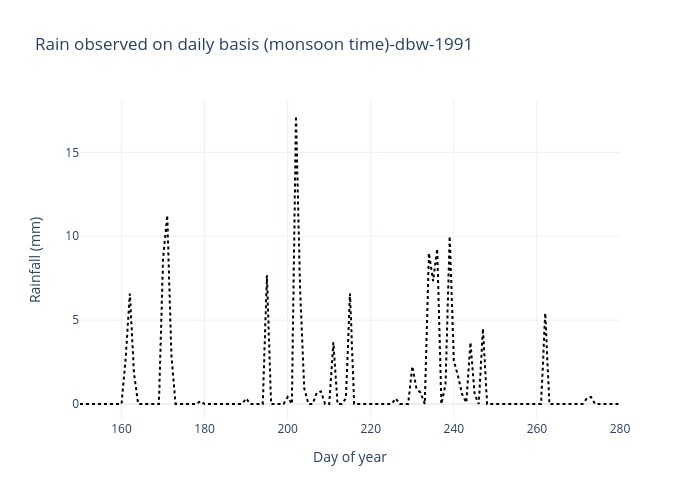 Rain observed on daily basis (monsoon time)-dbw-1991
15
10
5
0
Rainfall (mm)
160 180 200 220 240 260 280
Day of year